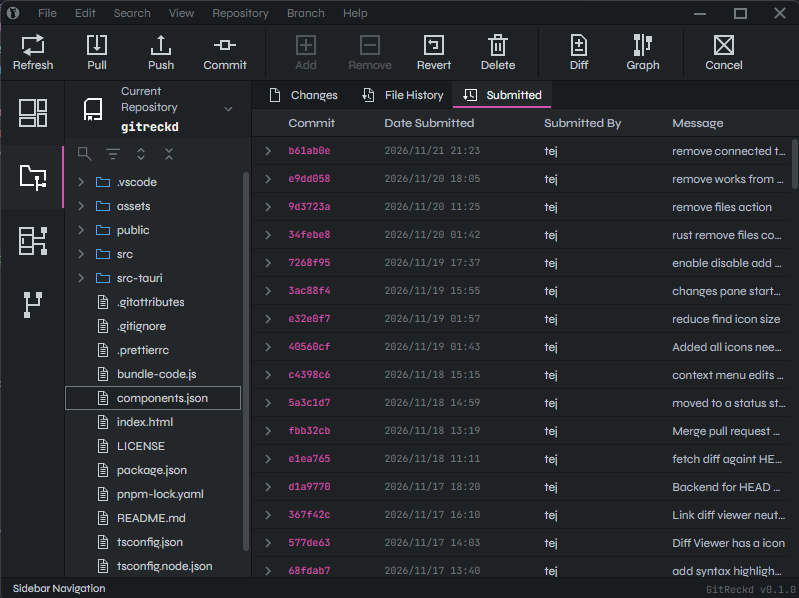 File Edit Search View Repository Branch Help
Refresh Pull Push Commit Add Remove Revert Delete Diff Graph Cancel
Current
Repository
gitreckd
Changes File History Submitted
Commit Date Submitted Submitted By Message
b61ab0e 2026/11/21 21:23 tej remove connected t...
e9dd058 2026/11/20 18:05 tej remove works from ...
9d3723a 2026/11/20 11:25 tej remove files action
34febe8 2026/11/20 01:42 tej rust remove files co...
7268f95 2026/11/19 17:37 tej enable disable add ...
3ac88f4 2026/11/19 15:55 tej changes pane start...
e32e0f7 2026/11/19 01:57 tej reduce find icon size
40560cf 2026/11/19 01:43 tej Added all icons nee...
c4398c6 2026/11/18 15:15 tej context menu edits ...
5a3c1d7 2026/11/18 14:59 tej moved to a status st...
fbb32cb 2026/11/18 13:19 tej Merge pull request ...
e1ea765 2026/11/18 11:11 tej fetch diff againt HE...
d1a9770 2026/11/17 18:20 tej Backend for HEAD ...
367f42c 2026/11/17 16:10 tej Link diff viewer neut...
577de63 2026/11/17 14:03 tej Diff Viewer has a icon
68fdab7 2026/11/17 13:40 tej add syntax highligh...
.vscode
assets
public
src
src-tauri
.gitattributes
.gitignore
.prettierrc
bundle-code.js
components.json
index.html
LICENSE
package.json
pnpm-lock.yaml
README.md
tsconfig.json
tsconfig.node.json
Sidebar Navigation
GitReckd v0.1.0